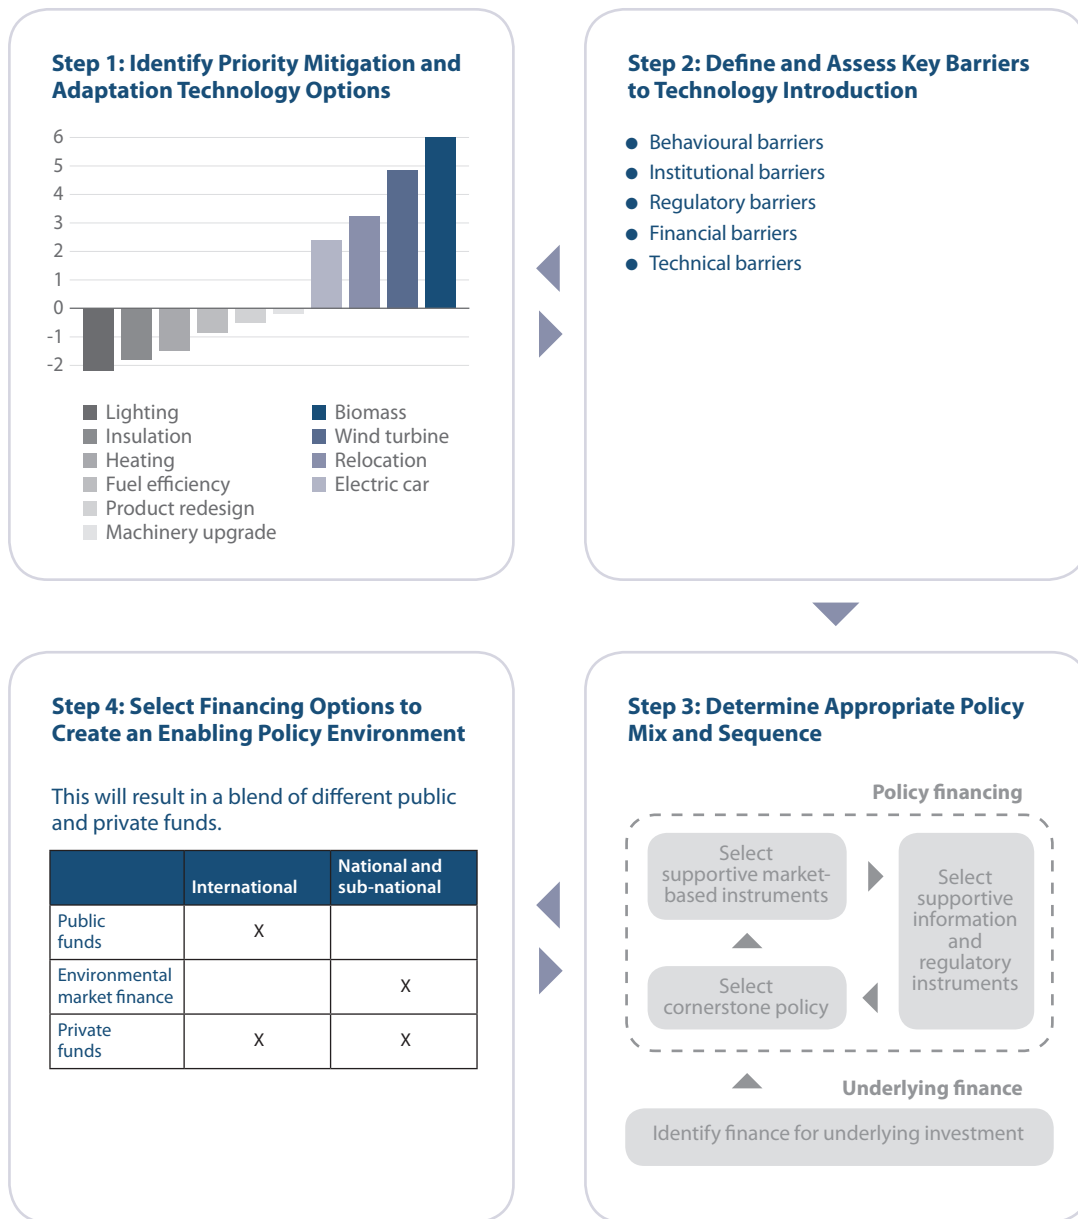 Step 1: Identify Priority Mitigation and
Adaptation Technology Options
6
5
4
3
2
1
0
-1
-2
Lighting
Insulation
Heating
Fuel efficiency
Product redesign
Machinery upgrade
Biomass
Wind turbine
Relocation
Electric car
Step 2: Define and Assess Key Barriers
to Technology Introduction
● Behavioural barriers
● Institutional barriers
● Regulatory barriers
● Financial barriers
● Technical barriers
Step 3: Determine Appropriate Policy
Mix and Sequence
Policy financing
Select
supportive market-
based instruments
Select
supportive
information
and
regulatory
instruments
Select
cornerstone policy
Underlying finance
Identify finance for underlying investment
Step 4: Select Financing Options to
Create an Enabling Policy Environment
This will result in a blend of different public
and private funds.
International
National and
sub-national
Public
funds
X
Environmental
market finance
X
Private
funds
X X